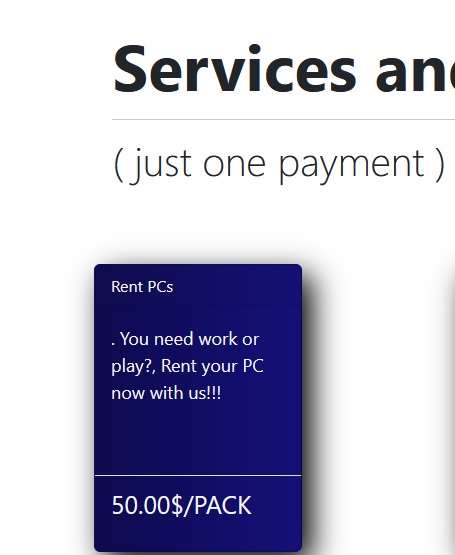 Services an
( just one payment )
Rent PCs
. You need work or
play?, Rent your PC
now with us!!!
50.00$/PACK